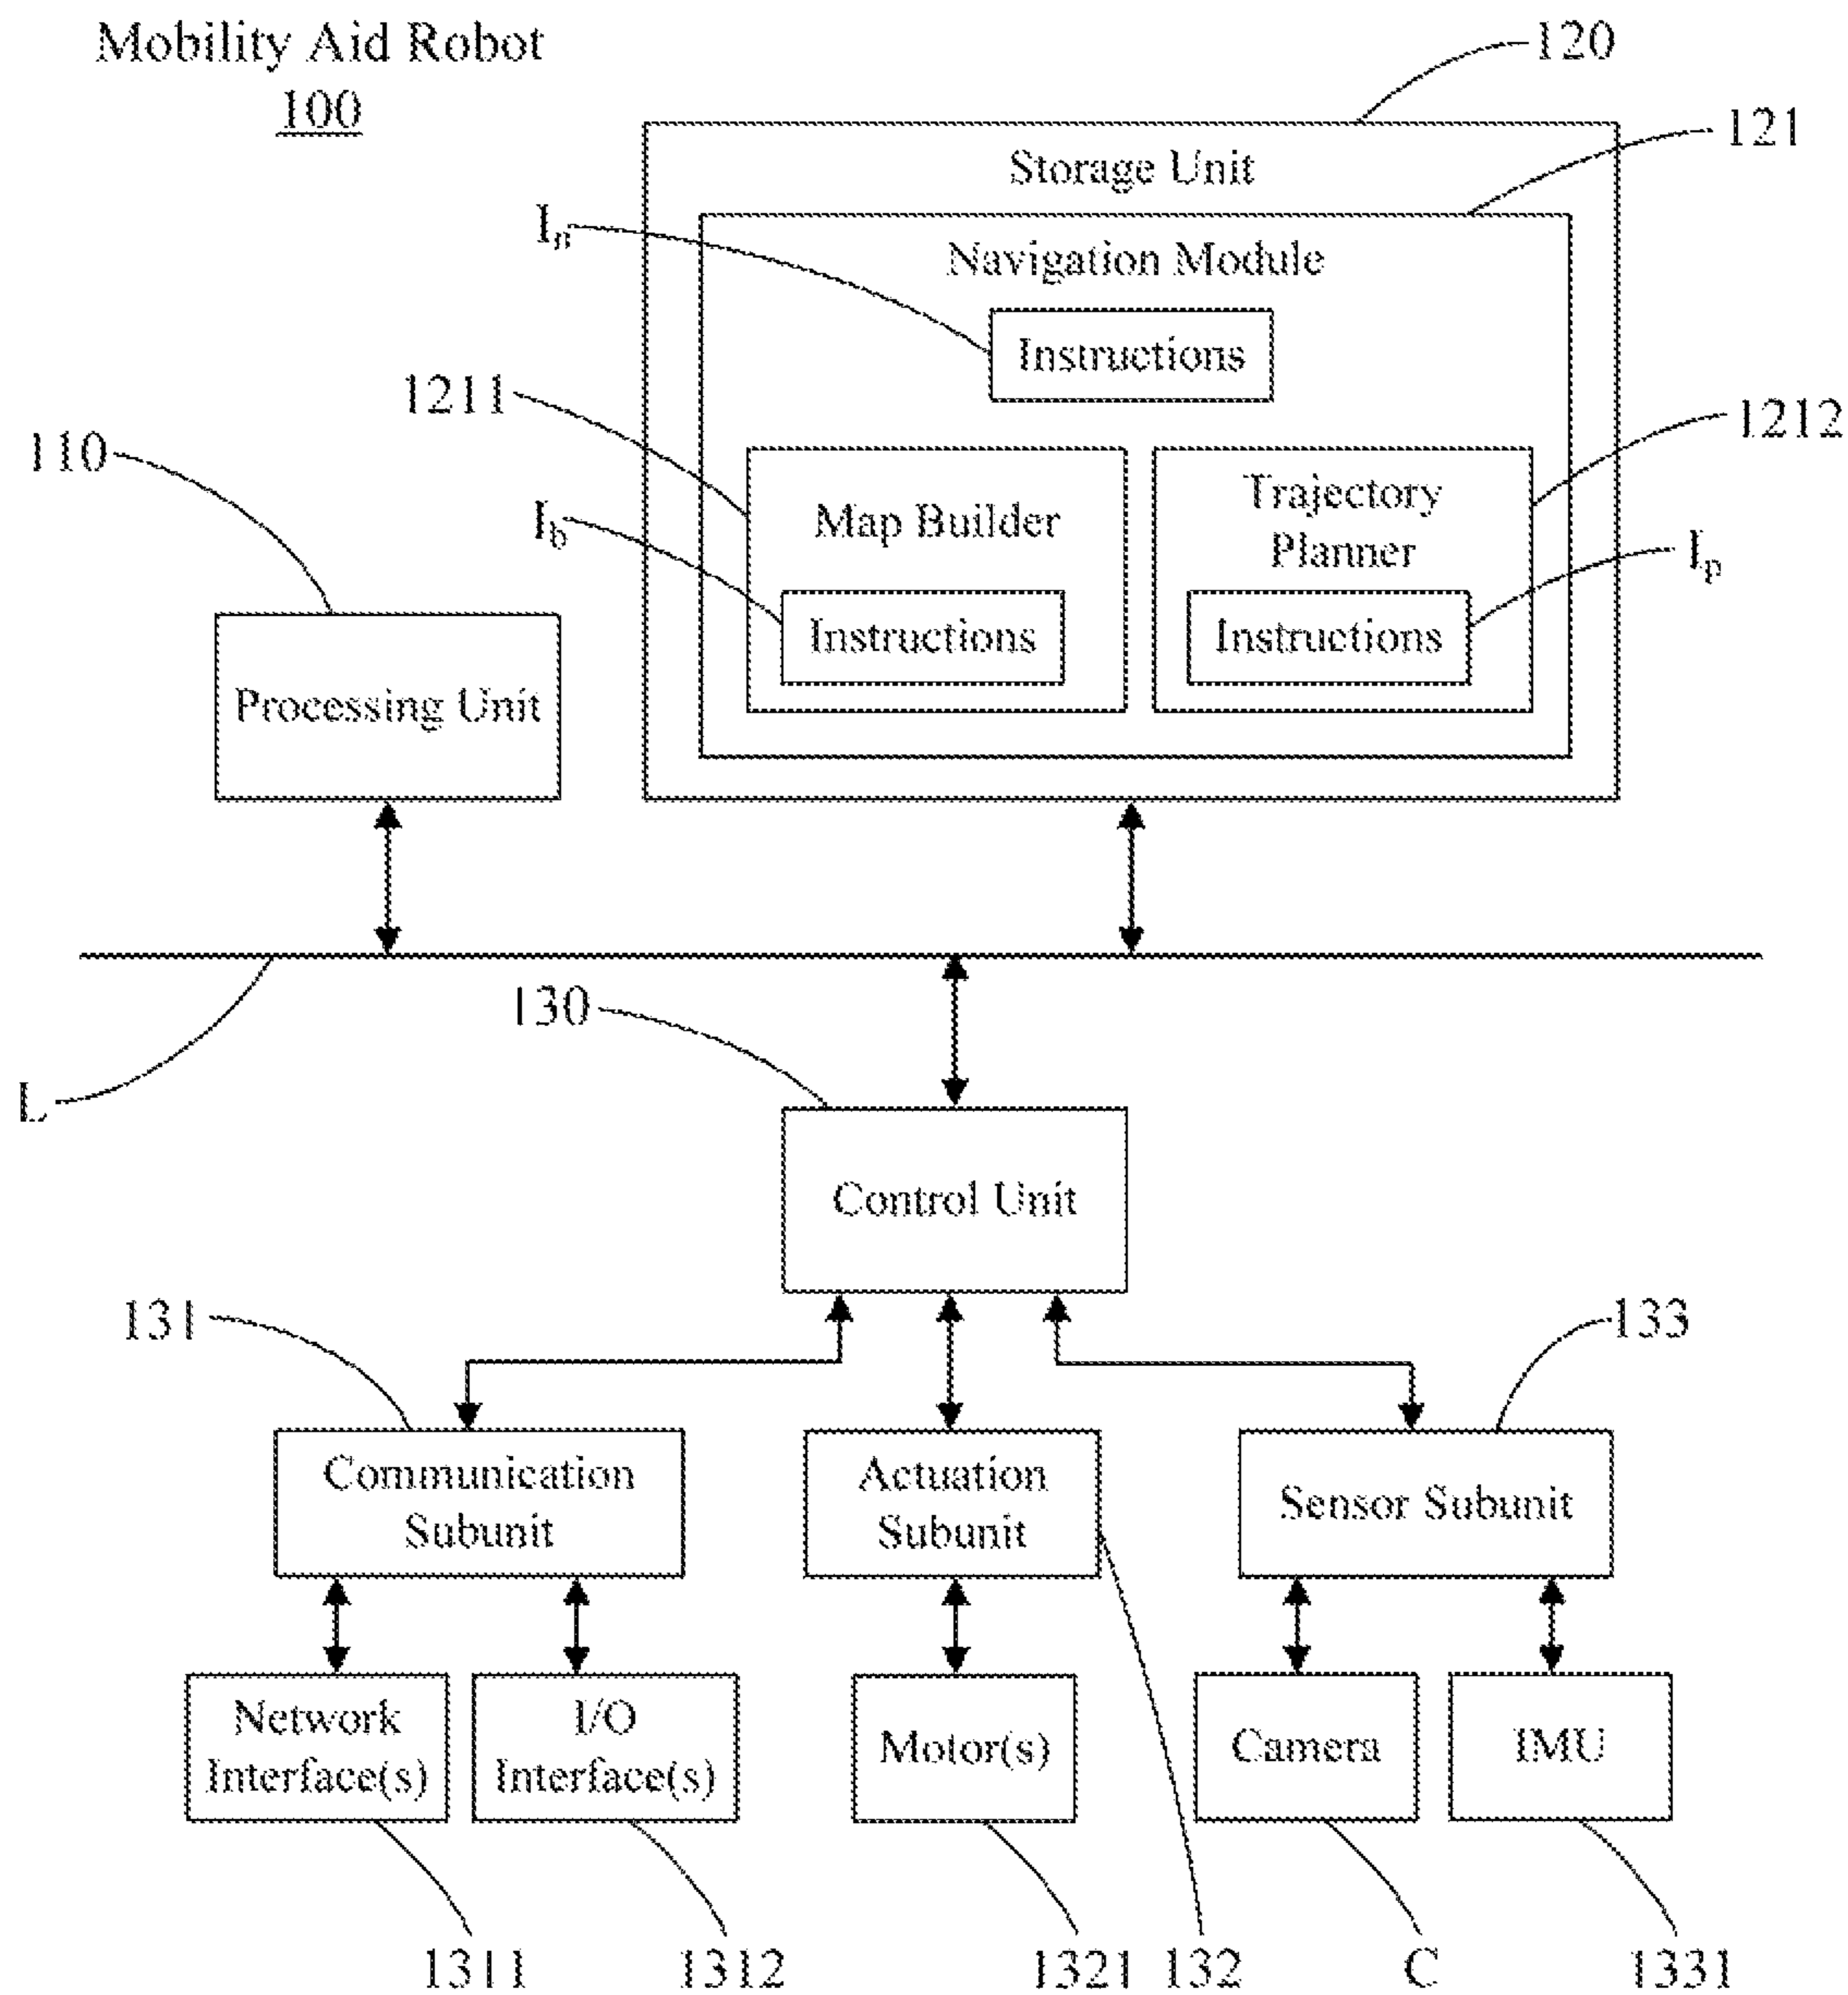 Mobility Aid Robot
100
120
121
Storage Unit
Iₙ
Navigation Module
Instructions
1211
1212
110
Map Builder
Trajectory
Planner
I_b
Iₚ
Instructions
Instructions
Processing Unit
130
L
Control Unit
131
133
Communication
Subunit
Actuation
Subunit
Sensor Subunit
Network
Interface(s)
I/O
Interface(s)
Motor(s)
Camera
IMU
1311
1312
1321
132
C
1331